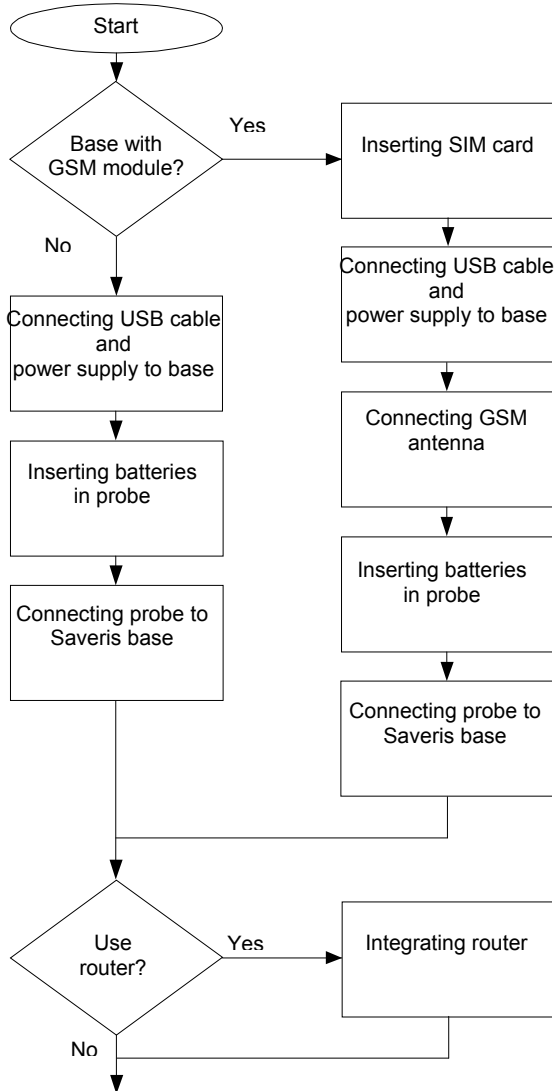 Start
Base with
GSM module?
Yes
Inserting SIM card
No
Connecting USB cable
and
power supply to base
Connecting USB cable
and
power supply to base
Inserting batteries
in probe
Connecting GSM
antenna
Connecting probe to
Saveris base
Inserting batteries
in probe
Connecting probe to
Saveris base
Use
router?
Yes
Integrating router
No